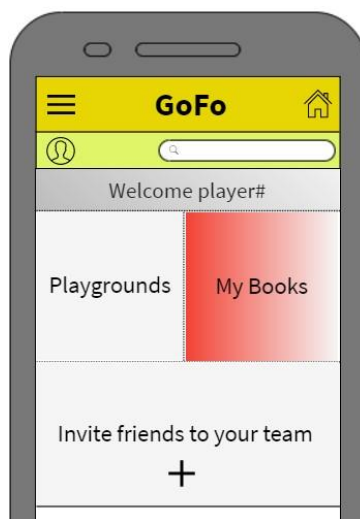 GoFo
Welcome player#
Playgrounds
My Books
Invite friends to your team
+